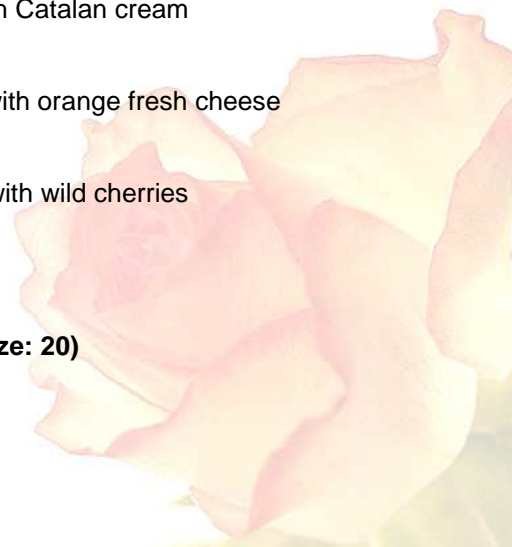 n Catalan cream
with orange fresh cheese
with wild cherries
ze: 20)